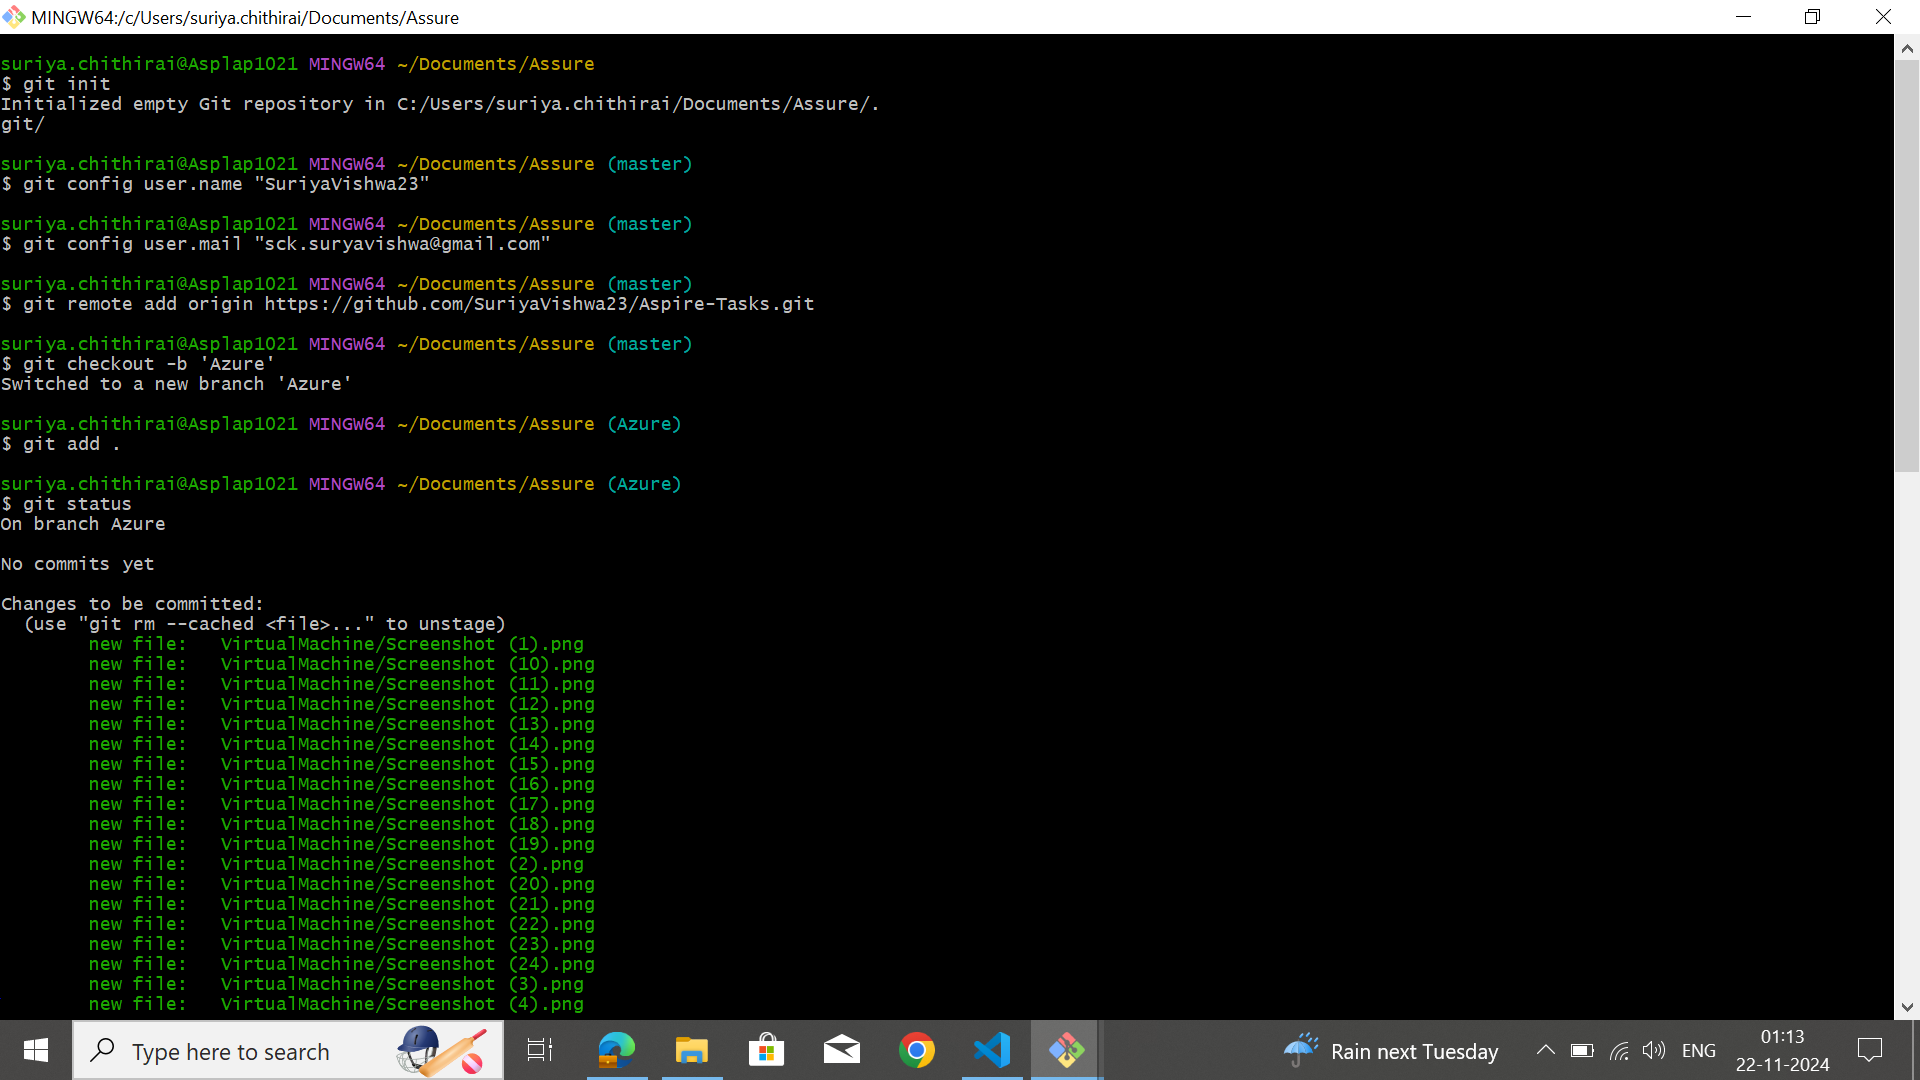 MINGW64:/c/Users/suriya.chithirai/Documents/Assure
suriya.chithirai@Asplap1021 MINGW64 ~/Documents/Assure
$ git init
Initialized empty Git repository in C:/Users/suriya.chithirai/Documents/Assure/.
git/
suriya.chithirai@Asplap1021 MINGW64 ~/Documents/Assure (master)
$ git config user.name "SuriyaVishwa23"
suriya.chithirai@Asplap1021 MINGW64 ~/Documents/Assure (master)
$ git config user.mail "sck.suryavishwa@gmail.com"
suriya.chithirai@Asplap1021 MINGW64 ~/Documents/Assure (master)
$ git remote add origin https://github.com/SuriyaVishwa23/Aspire-Tasks.git
suriya.chithirai@Asplap1021 MINGW64 ~/Documents/Assure (master)
$ git checkout -b 'Azure'
Switched to a new branch 'Azure'
suriya.chithirai@Asplap1021 MINGW64 ~/Documents/Assure (Azure)
$ git add .
suriya.chithirai@Asplap1021 MINGW64 ~/Documents/Assure (Azure)
$ git status
On branch Azure
No commits yet
Changes to be committed:
(use "git rm --cached <file>..." to unstage)
new file: VirtualMachine/Screenshot (1).png
new file: VirtualMachine/Screenshot (10).png
new file: VirtualMachine/Screenshot (11).png
new file: VirtualMachine/Screenshot (12).png
new file: VirtualMachine/Screenshot (13).png
new file: VirtualMachine/Screenshot (14).png
new file: VirtualMachine/Screenshot (15).png
new file: VirtualMachine/Screenshot (16).png
new file: VirtualMachine/Screenshot (17).png
new file: VirtualMachine/Screenshot (18).png
new file: VirtualMachine/Screenshot (19).png
new file: VirtualMachine/Screenshot (2).png
new file: VirtualMachine/Screenshot (20).png
new file: VirtualMachine/Screenshot (21).png
new file: VirtualMachine/Screenshot (22).png
new file: VirtualMachine/Screenshot (23).png
new file: VirtualMachine/Screenshot (24).png
new file: VirtualMachine/Screenshot (3).png
new file: VirtualMachine/Screenshot (4).png
Type here to search
Rain next Tuesday
ENG
01:13
22-11-2024